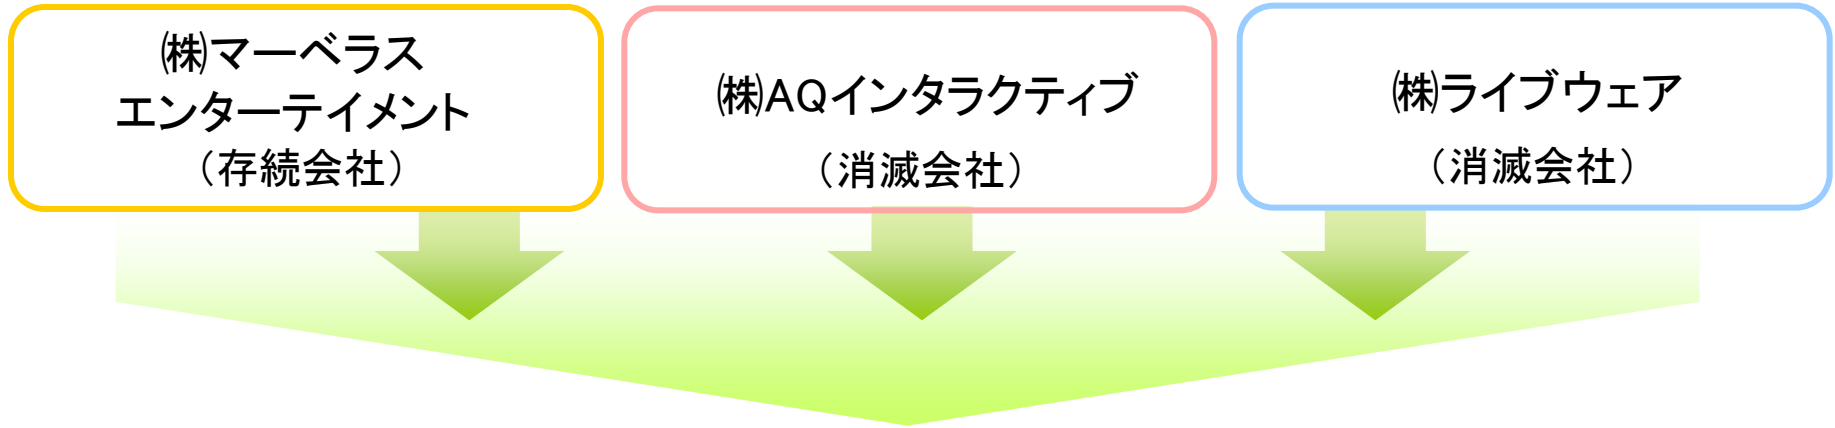 ㈱マーベラス
エンターテイメント
（存続会社）
㈱AQインタラクティブ
（消滅会社）
㈱ライブウェア
（消滅会社）